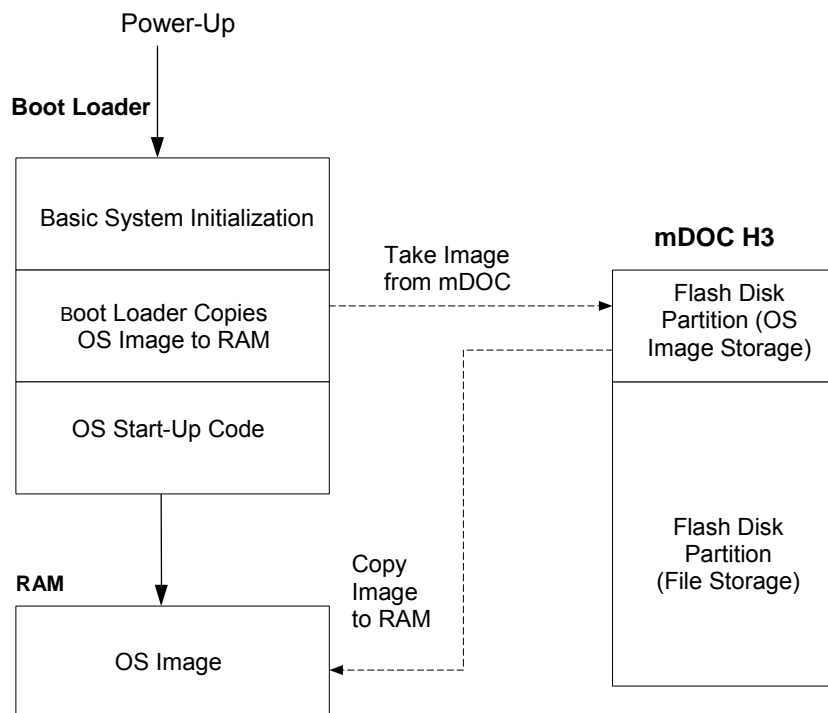 Power-Up
Boot Loader
Basic System Initialization
Boot Loader Copies
OS Image to RAM
OS Start-Up Code
Take Image
from mDOC
mDOC H3
Flash Disk
Partition (OS
Image Storage)
Flash Disk
Partition
(File Storage)
Copy
Image
to RAM
RAM
OS Image